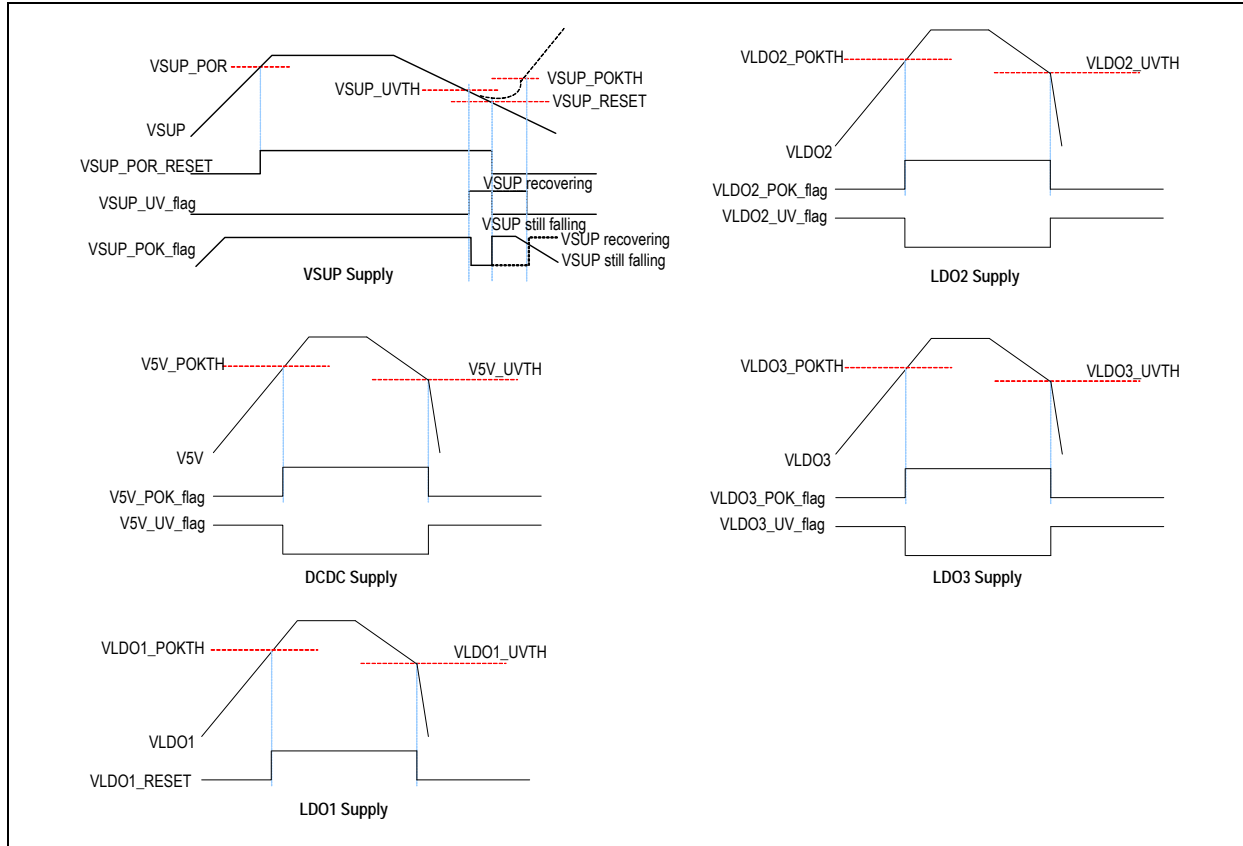 VSUP_POR
VSUP_UVTH
VSUP_POKTH
VSUP_RESET
VSUP
VSUP_POR_RESET
VSUP recovering
VSUP_UV_flag
VSUP still falling
VSUP_POK_flag
VSUP recovering
VSUP still falling
VSUP Supply
VLDO2_POKTH
VLDO2_UVTH
VLDO2
VLDO2_POK_flag
VLDO2_UV_flag
LDO2 Supply
V5V_POKTH
V5V_UVTH
V5V
V5V_POK_flag
V5V_UV_flag
DCDC Supply
VLDO3_POKTH
VLDO3_UVTH
VLDO3
VLDO3_POK_flag
VLDO3_UV_flag
LDO3 Supply
VLDO1_POKTH
VLDO1_UVTH
VLDO1
VLDO1_RESET
LDO1 Supply